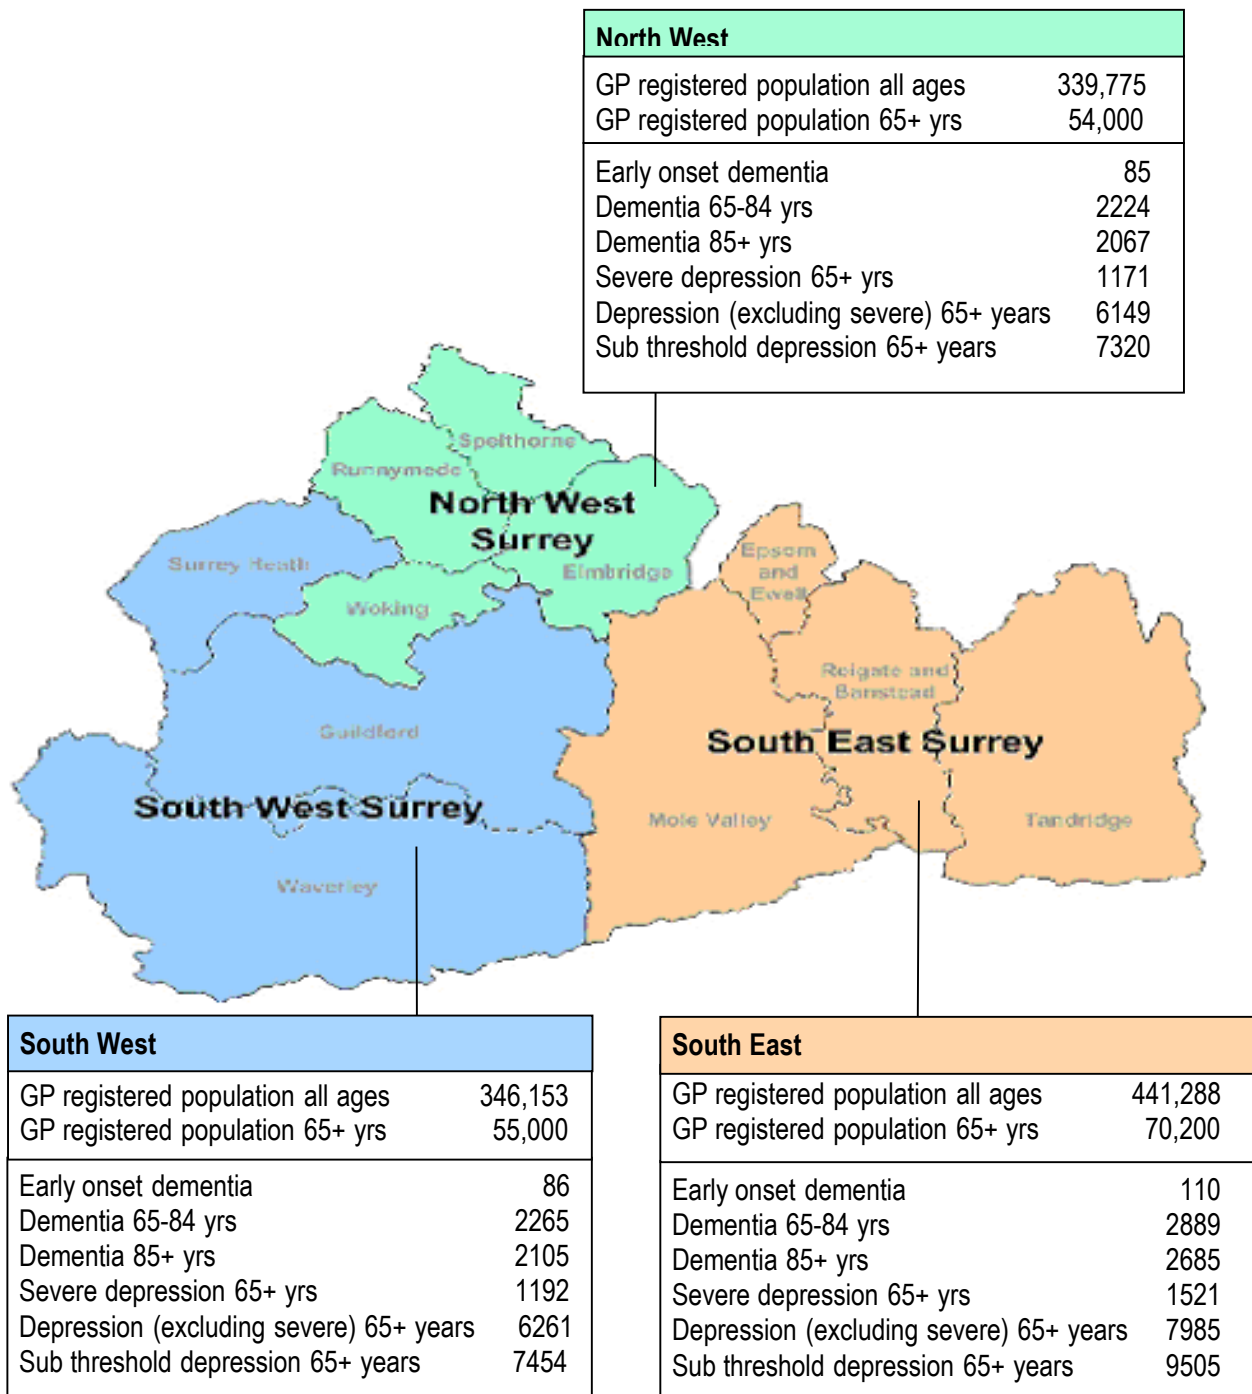 North West
GP registered population all ages 339,775
GP registered population 65+ yrs 54,000
Early onset dementia 85
Dementia 65-84 yrs 2224
Dementia 85+ yrs 2067
Severe depression 65+ yrs 1171
Depression (excluding severe) 65+ years 6149
Sub threshold depression 65+ years 7320
Spelthorne
Runnymede
North West
Surrey
Surrey Heath
Elmbridge
Woking
Epsom
and
Ewell
Reigate and
Banstead
Guildford
South East Surrey
South West Surrey
Mole Valley
Tandridge
Waverley
South West
GP registered population all ages 346,153
GP registered population 65+ yrs 55,000
Early onset dementia 86
Dementia 65-84 yrs 2265
Dementia 85+ yrs 2105
Severe depression 65+ yrs 1192
Depression (excluding severe) 65+ years 6261
Sub threshold depression 65+ years 7454
South East
GP registered population all ages 441,288
GP registered population 65+ yrs 70,200
Early onset dementia 110
Dementia 65-84 yrs 2889
Dementia 85+ yrs 2685
Severe depression 65+ yrs 1521
Depression (excluding severe) 65+ years 7985
Sub threshold depression 65+ years 9505